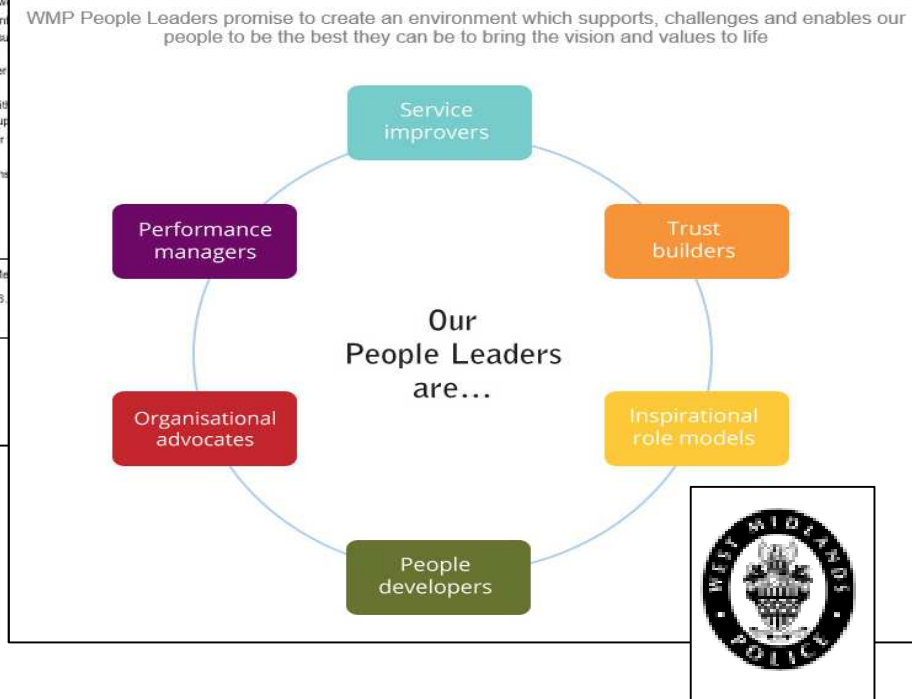 WMP People Leaders promise to create an environment which supports, challenges and enables our
people to be the best they can be to bring the vision and values to life
Service
improvers
Performance
managers
Trust
builders
Our
People Leaders
are...
Organisational
advocates
Inspirational
role models
People
developers
WEST MIDLANDS
POLICE